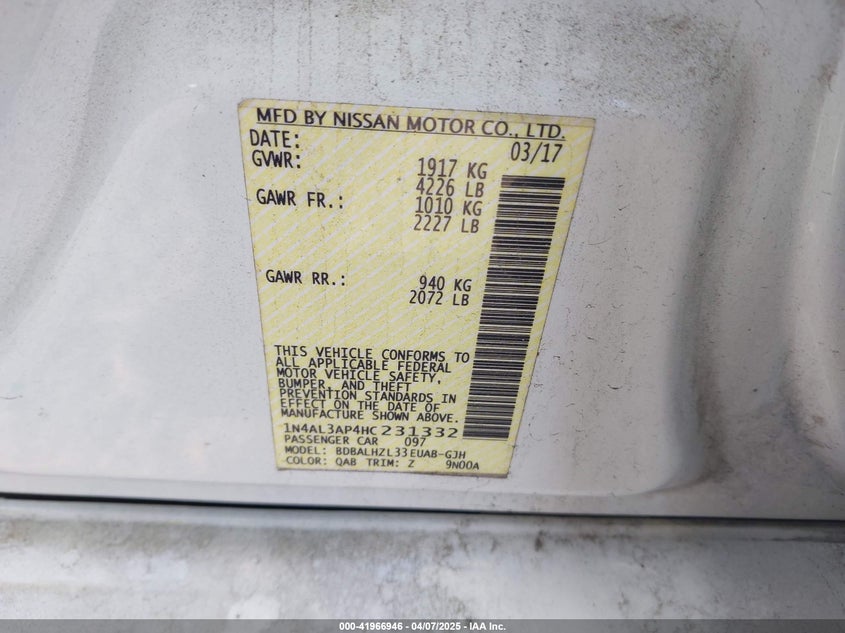 MFD BY NISSAN MOTOR CO., LTD.
DATE: 03/17
GVWR: 1917 KG
4226 LB
GAWR FR.: 1010 KG
2227 LB
GAWR RR.: 940 KG
2072 LB
THIS VEHICLE CONFORMS TO
ALL APPLICABLE FEDERAL
MOTOR VEHICLE SAFETY,
BUMPER, AND THEFT
PREVENTION STANDARDS IN
EFFECT ON THE DATE OF
MANUFACTURE SHOWN ABOVE.
1N4AL3AP4HC231332
PASSENGER CAR 097
MODEL: BDBALHZL33EUAB-GJH
COLOR: QAB TRIM: Z 9N00A
000-41966946 - 04/07/2025 - IAA Inc.